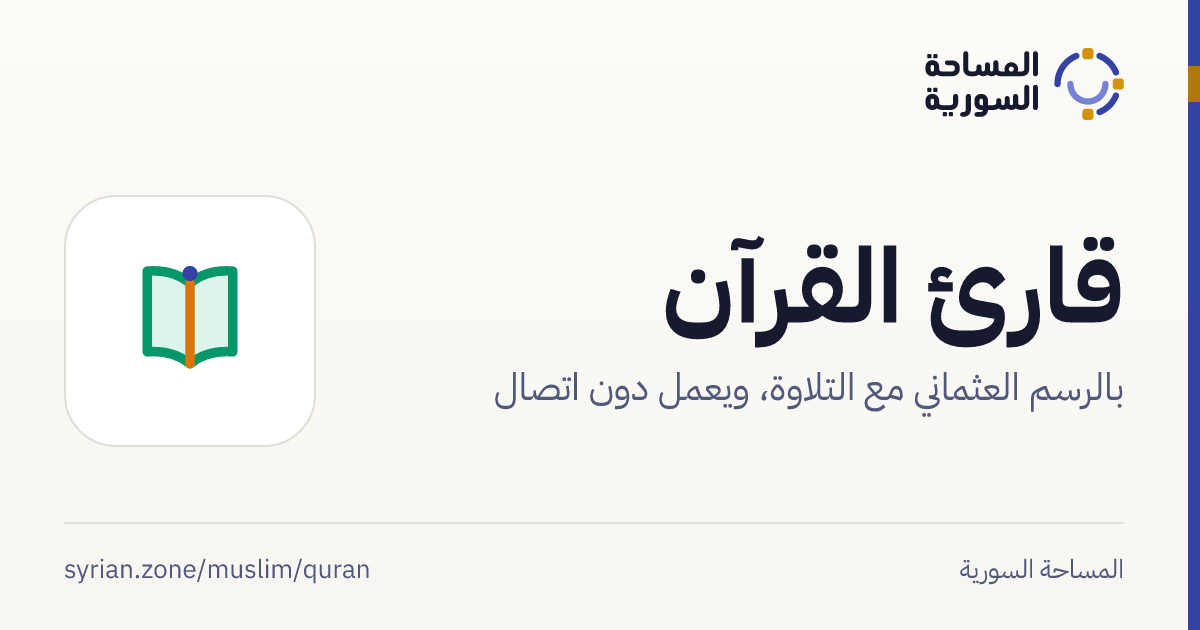 المساحة
السورية
قارئ القرآن
بالرسم العثماني مع التلاوة، ويعمل دون اتصال
المساحة السورية
syrian.zone/muslim/quran